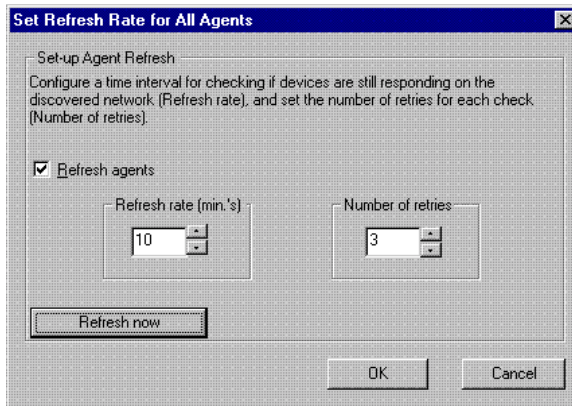 Set Refresh Rate for All Agents
Set-up Agent Refresh
Configure a time interval for checking if devices are still responding on the
discovered network (Refresh rate), and set the number of retries for each check
(Number of retries).
Refresh agents
Refresh rate (min.'s)
Number of retries
10
3
Refresh now
OK
Cancel